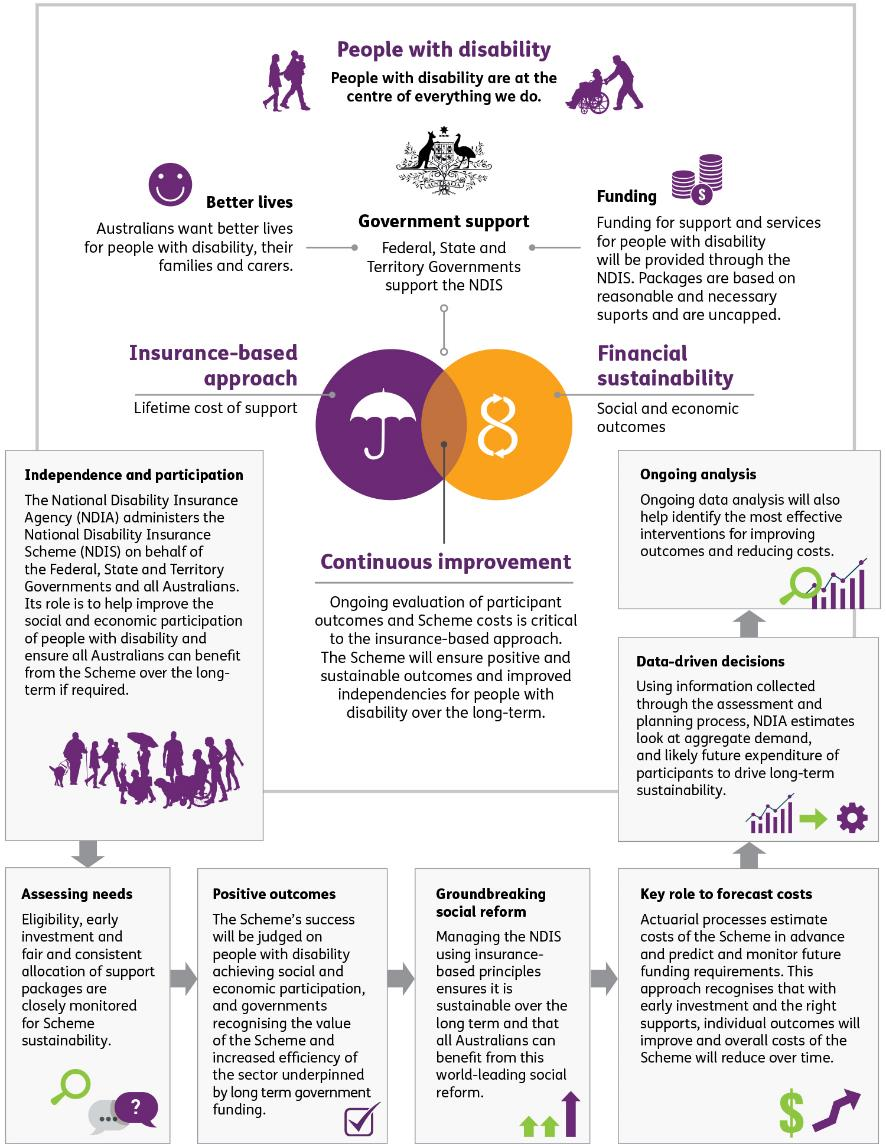 People with disability
People with disability are at the
centre of everything we do.
Better lives
Australians want better lives
for people with disability, their
families and carers.
Government support
Federal, State and
Territory Governments
support the NDIS
Funding
$
Funding for support and services
for people with disability
will be provided through the
NDIS. Packages are based on
reasonable and necessary
suports and are uncapped.
Insurance-based
approach
Lifetime cost of support
Financial
sustainability
Social and economic
outcomes
Continuous improvement
Ongoing evaluation of participant
outcomes and Scheme costs is critical
to the insurance-based approach.
The Scheme will ensure positive and
sustainable outcomes and improved
independencies for people with
disability over the long-term.
Independence and participation
The National Disability Insurance
Agency (NDIA) administers the
National Disability Insurance
Scheme (NDIS) on behalf of
the Federal, State and Territory
Governments and all Australians.
Its role is to help improve the
social and economic participation
of people with disability and
ensure all Australians can benefit
from the Scheme over the long-
term if required.
Assessing needs
Eligibility, early
investment and
fair and consistent
allocation of support
packages are
closely monitored
for Scheme
sustainability.
?
Positive outcomes
The Scheme's success
will be judged on
people with disability
achieving social and
economic participation,
and governments
recognising the value
of the Scheme and
increased efficiency of
the sector underpinned
by long term government
funding.
Groundbreaking
social reform
Managing the NDIS
using insurance-
based principles
ensures it is
sustainable over the
long term and that
all Australians can
benefit from this
world-leading social
reform.
Key role to forecast costs
Actuarial processes estimate
costs of the Scheme in advance
and predict and monitor future
funding requirements. This
approach recognises that with
early investment and the right
supports, individual outcomes will
improve and overall costs of the
Scheme will reduce over time.
$
Data-driven decisions
Using information collected
through the assessment and
planning process, NDIA estimates
look at aggregate demand,
and likely future expenditure of
participants to drive long-term
sustainability.
Ongoing analysis
Ongoing data analysis will also
help identify the most effective
interventions for improving
outcomes and reducing costs.